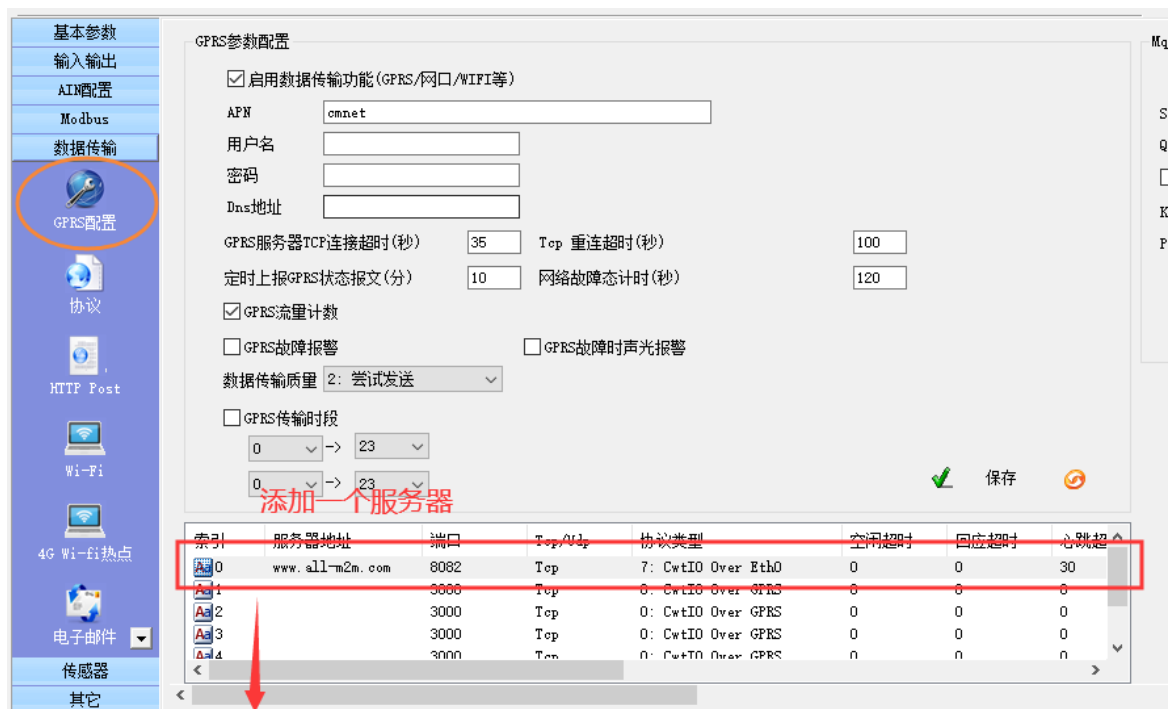 基本参数
输入输出
AIN配置
Modbus
数据传输
GPRS配置
协议
HTTP Post
Wi-Fi
4G Wi-fi热点
电子邮件
传感器
其它
GPRS参数配置
启用数据传输功能(GPRS/网口/WIFI等)
APN cmnet
用户名
密码
Dns地址
GPRS服务器TCP连接超时(秒) 35 Tcp 重连超时(秒) 100
定时上报GPRS状态报文(分) 10 网络故障态计时(秒) 120
GPRS流量计数
GPRS故障报警 GPRS故障时声光报警
数据传输质量 2: 尝试发送
GPRS传输时段
0 -> 23
0 -> 23
保存
添加一个服务器
索引 服务器地址 端口 Tcp/Udp 协议类型 空闲超时 回应超时 心跳超
0 www.all-m2m.com 8082 Tcp 7: CwtIO Over Eth0 0 0 30
1 3000 Tcp 0: CwtIO Over GPRS 0 0 0
2 3000 Tcp 0: CwtIO Over GPRS 0 0 0
3 3000 Tcp 0: CwtIO Over GPRS 0 0 0
4 3000 Tcp 0: CwtIO Over GPRS 0 0 0
Mq
S
Q
K
P